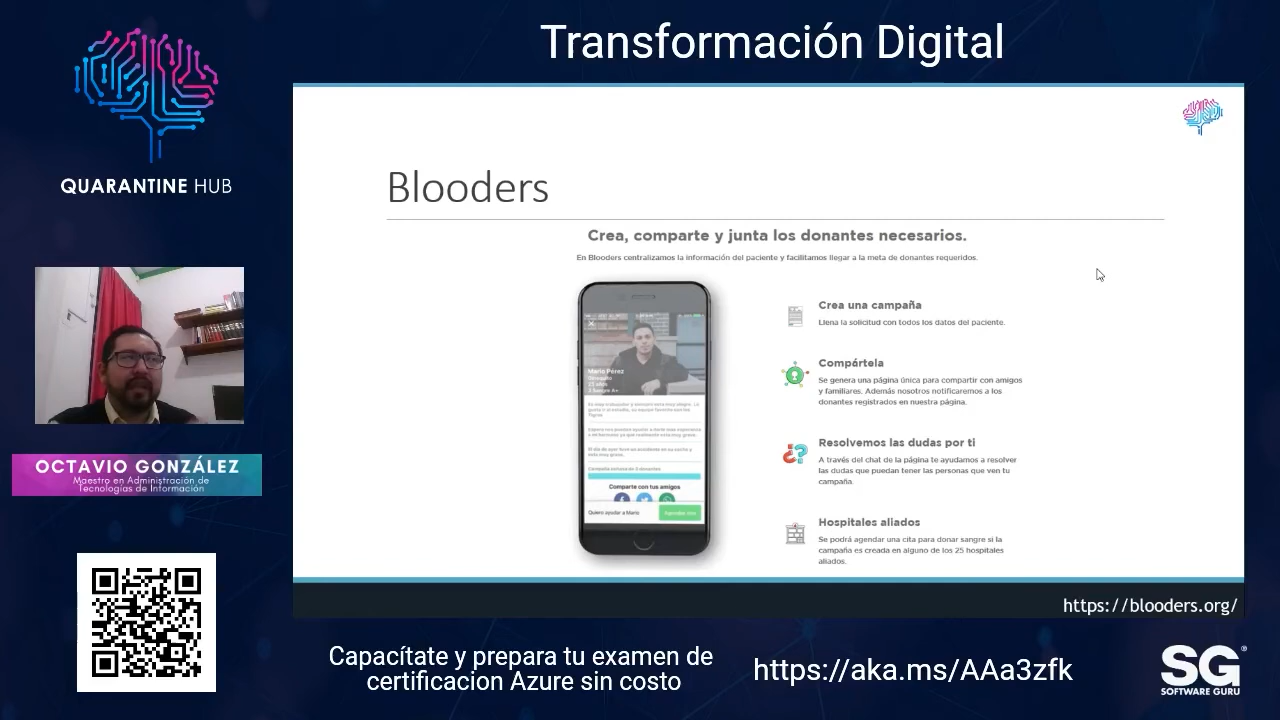 Transformación Digital
QUARANTINE HUB
Blooders
Crea, comparte y junta los donantes necesarios.
En Blooders centralizamos la información del paciente y facilitamos llegar a la meta de donantes requeridos.
Mario Pérez
Crea una campaña
Llena la solicitud con todos los datos del paciente.
Compártela
Se genera una página única para compartir con amigos
y familiares. Además nosotros notificaremos a los
donantes registrados en nuestra página.
Resolvemos las dudas por ti
A través del chat de la página te ayudamos a resolver
las dudas que puedan tener las personas que ven tu
campaña.
Hospitales aliados
Se podrá agendar una cita para donar sangre si la
campaña es creada en alguno de los 25 hospitales
aliados.
Comparte con tus amigos
Quiero ayudar a Mario
https://blooders.org/
OCTAVIO GONZÁLEZ
Maestro en Administración de
Tecnologías de Información
Capacítate y prepara tu examen de
certificacion Azure sin costo
https://aka.ms/AAa3zfk
SG®
SOFTWARE GURU